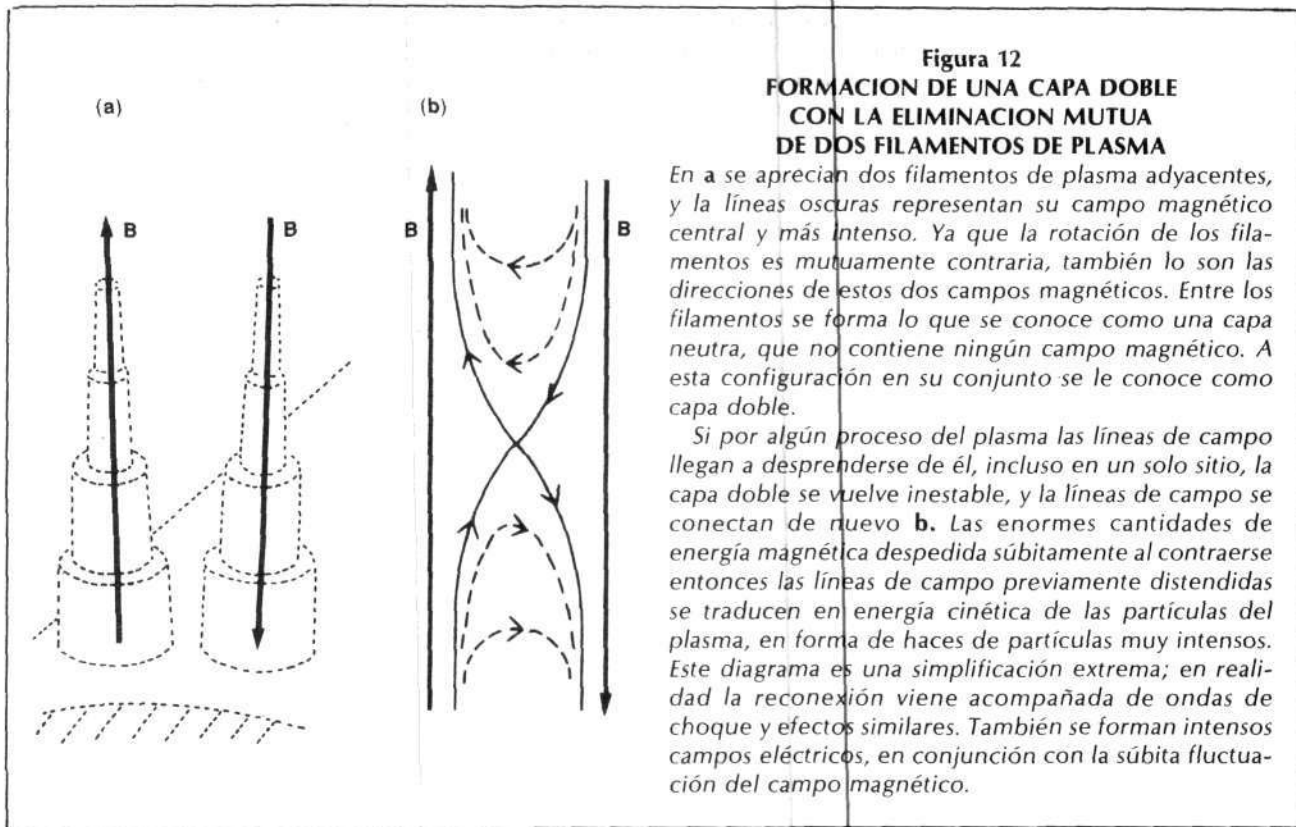 Figura 12
FORMACION DE UNA CAPA DOBLE
CON LA ELIMINACION MUTUA
DE DOS FILAMENTOS DE PLASMA
En a se aprecian dos filamentos de plasma adyacentes,
y la líneas oscuras representan su campo magnético
central y más intenso. Ya que la rotación de los fila-
mentos es mutuamente contraria, también lo son las
direcciones de estos dos campos magnéticos. Entre los
filamentos se forma lo que se conoce como una capa
neutra, que no contiene ningún campo magnético. A
esta configuración en su conjunto se le conoce como
capa doble.
Si por algún proceso del plasma las líneas de campo
llegan a desprenderse de él, incluso en un solo sitio, la
capa doble se vuelve inestable, y la líneas de campo se
conectan de nuevo b. Las enormes cantidades de
energía magnética despedida súbitamente al contraerse
entonces las líneas de campo previamente distendidas
se traducen en energía cinética de las partículas del
plasma, en forma de haces de partículas muy intensos.
Este diagrama es una simplificación extrema; en reali-
dad la reconexión viene acompañada de ondas de
choque y efectos similares. También se forman intensos
campos eléctricos, en conjunción con la súbita fluctua-
ción del campo magnético.
(a)
B
B
(b)
B
B